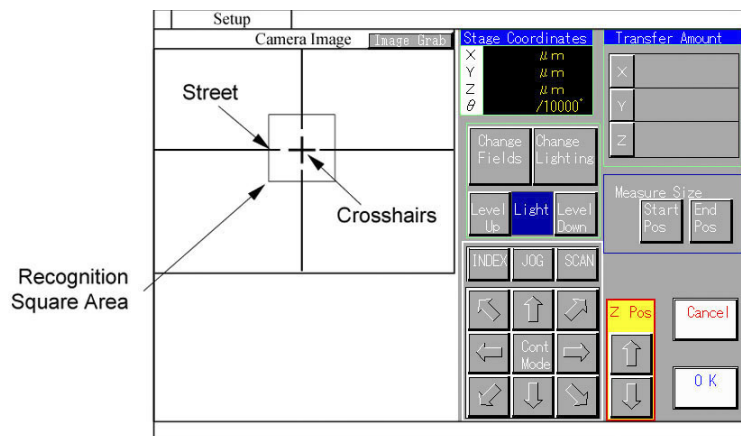 Setup
Camera Image
Image Grab
Street
Crosshairs
Recognition
Square Area
Stage Coordinates
X μm
Y μm
Z μm
θ /10000°
Change
Fields
Change
Lighting
Level
Up
Light
Level
Down
INDEX
JOG
SCAN
Cont
Mode
Transfer Amount
X
Y
Z
Measure Size
Start
Pos
End
Pos
Z Pos
Cancel
OK